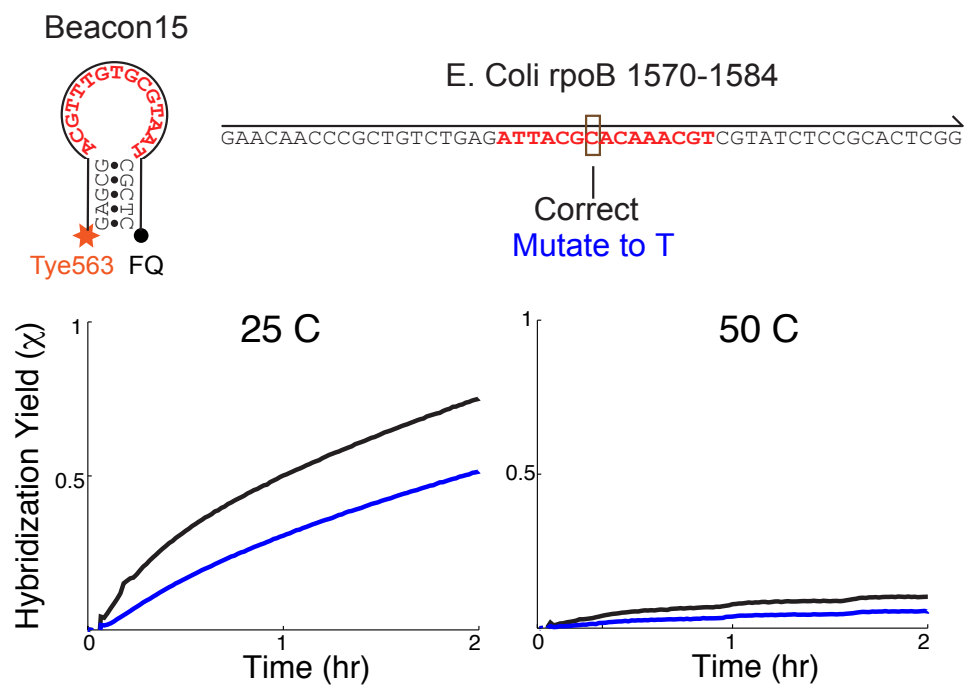 Beacon15
ACGTTTGTGCGTAAT
GAGCG
CGCTC
Tye563
FQ
E. Coli rpoB 1570-1584
GAACAACCCGCTGTCTGAGATTACGCACAAACGTCGTATCTCCGCACTCGG
Correct
Mutate to T
25 C
Hybridization Yield (χ)
1
0.5
0
1
2
Time (hr)
50 C
1
0.5
0
1
2
Time (hr)